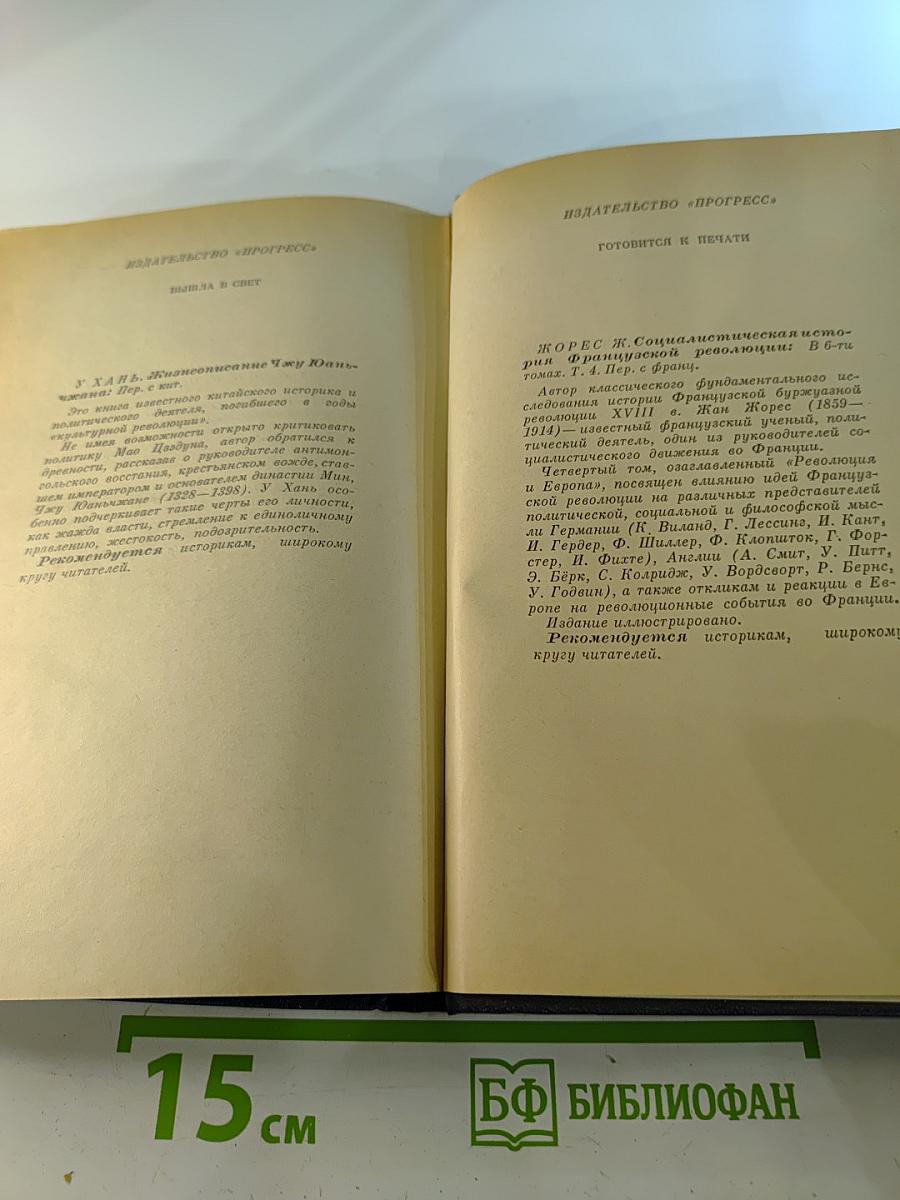 ИЗДАТЕЛЬСТВО «ПРОГРЕСС»
ВЫШЛА В СВЕТ
У ХАНЬ. Жизнеописание Чжу Юань-
чжана: Пер. с кит.
Это книга известного китайского историка и
политического деятеля, погибшего в годы
«культурной революции».
Не имея возможности открыто критиковать
политику Мао Цзэдуна, автор обратился к
древности, рассказав о руководителе антимон-
гольского восстания, крестьянском вожде, став-
шем императором и основателем династии Мин,
Чжу Юаньчжане (1328—1398). У Хань осо-
бенно подчеркивает такие черты его личности,
как жажда власти, стремление к единоличному
правлению, жестокость, подозрительность.
Рекомендуется историкам, широкому
кругу читателей.
ИЗДАТЕЛЬСТВО «ПРОГРЕСС»
ГОТОВИТСЯ К ПЕЧАТИ
ЖОРЕС Ж. Социалистическая исто-
рия Французской революции: В 6-ти
томах. Т. 4. Пер. с франц.
Автор классического фундаментального ис-
следования истории Французской буржуазной
революции XVIII в. Жан Жорес (1859—
1914) — известный французский ученый, поли-
тический деятель, один из руководителей со-
циалистического движения во Франции.
Четвертый том, озаглавленный «Революция
и Европа», посвящен влиянию идей Француз-
ской революции на различных представителей
политической, социальной и философской мыс-
ли Германии (К. Виланд, Г. Лессинг, И. Кант,
И. Гердер, Ф. Шиллер, Ф. Клопшток, Г. Фор-
стер, И. Фихте), Англии (А. Смит, У. Питт,
Э. Бёрк, С. Колридж, У. Вордсворт, Р. Бернс,
У. Годвин), а также откликам и реакции в Ев-
ропе на революционные события во Франции.
Издание иллюстрировано.
Рекомендуется историкам, широкому
кругу читателей.
15 см
БФ БИБЛИОФАН